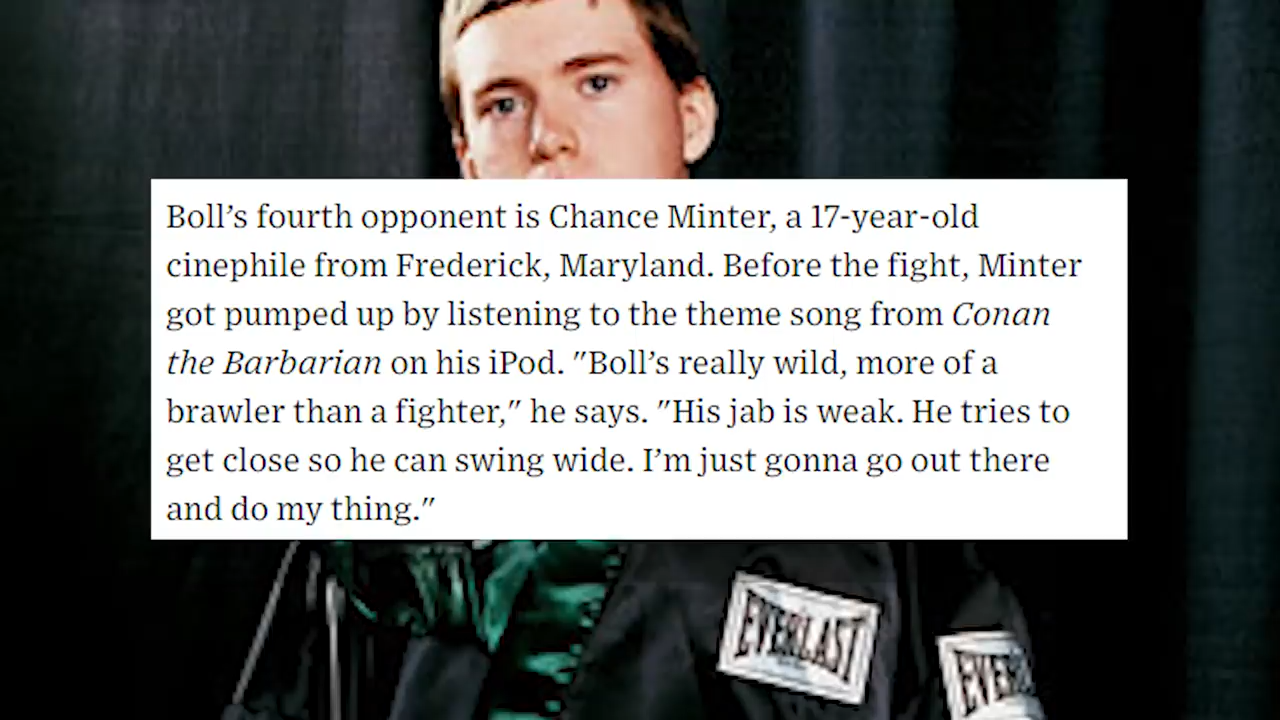 Boll’s fourth opponent is Chance Minter, a 17-year-old
cinephile from Frederick, Maryland. Before the fight, Minter
got pumped up by listening to the theme song from Conan
the Barbarian on his iPod. "Boll’s really wild, more of a
brawler than a fighter," he says. "His jab is weak. He tries to
get close so he can swing wide. I’m just gonna go out there
and do my thing."
EVERLAST
EVER